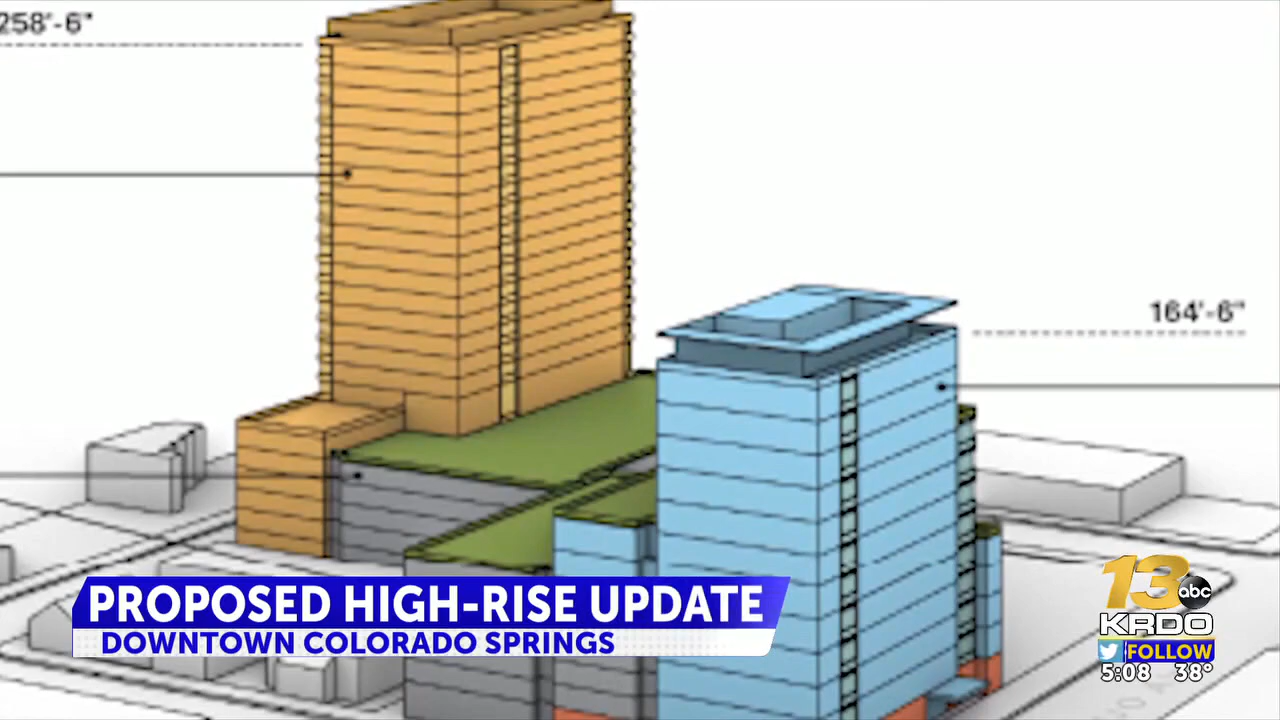 258'-6"
164'-6"
PROPOSED HIGH-RISE UPDATE
DOWNTOWN COLORADO SPRINGS
13
abc
KRDO
FOLLOW
5:08 38°